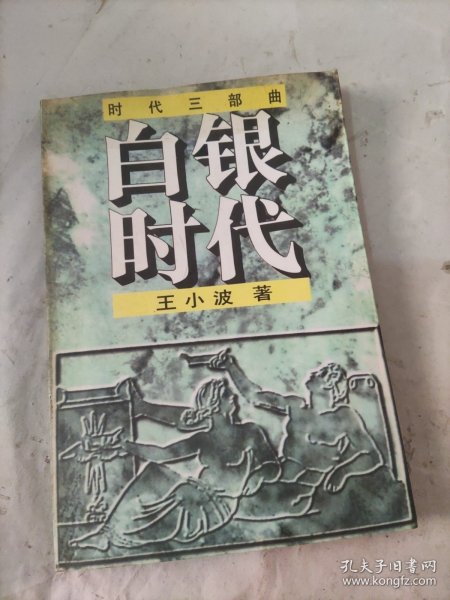 时代三部曲
白银
时代
王小波 著
孔夫子旧书网
www.kongfz.com